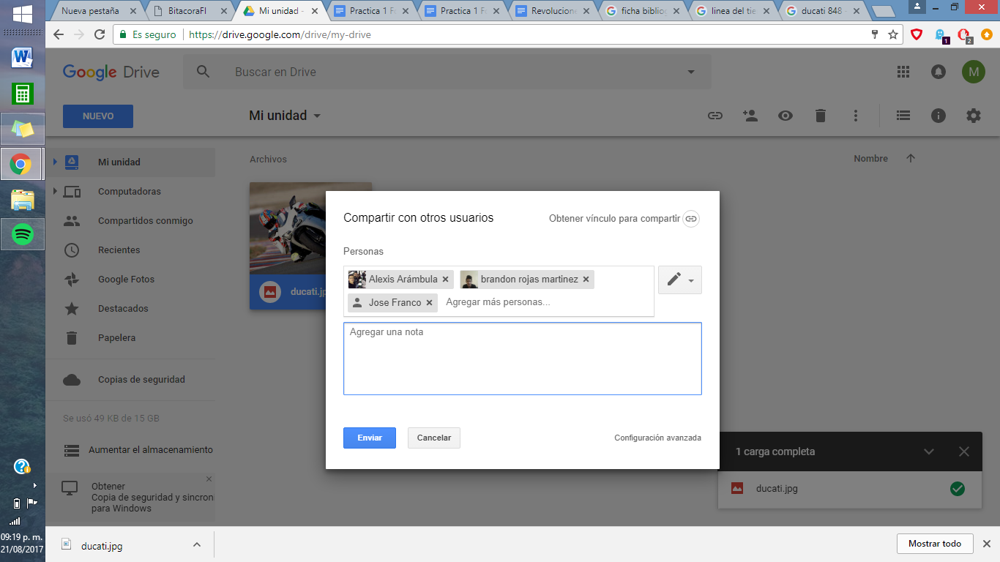 Nueva pestaña
BitacoraFI
Mi unidad -
Practica 1 F
Practica 1 F
Revolucione
ficha bibliog
linea del tie
ducati 848 -
Es seguro
https://drive.google.com/drive/my-drive
1
2
Google Drive
Buscar en Drive
M
NUEVO
Mi unidad
Mi unidad
Computadoras
Compartidos conmigo
Recientes
Google Fotos
Destacados
Papelera
Copias de seguridad
Se usó 49 KB de 15 GB
Aumentar el almacenamiento
Obtener
Copia de seguridad y sincron
para Windows
Archivos
Nombre
ducati.jp
Compartir con otros usuarios
Obtener vínculo para compartir
Personas
Alexis Arámbula
brandon rojas martinez
Jose Franco
Agregar más personas...
Agregar una nota
Enviar
Cancelar
Configuración avanzada
1 carga completa
ducati.jpg
09:19 p. m.
21/08/2017
ducati.jpg
Mostrar todo